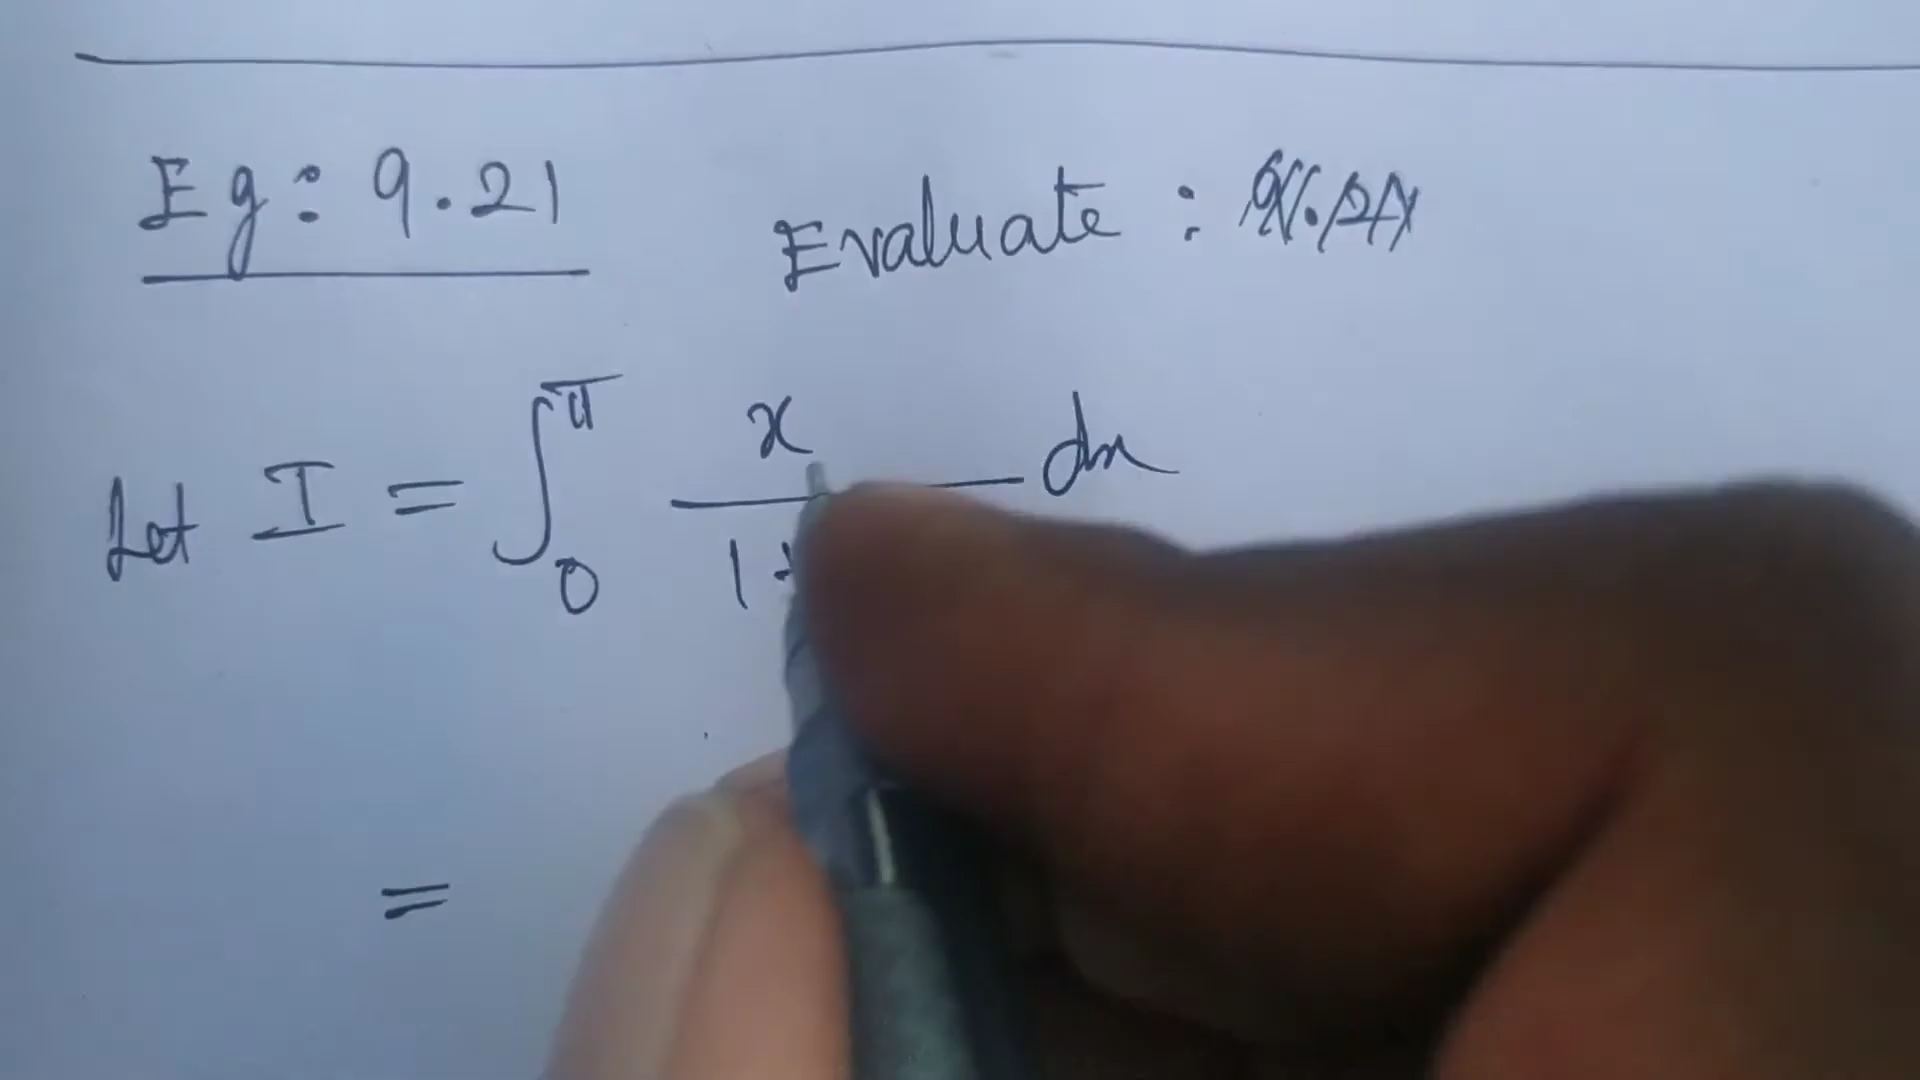 Eg: 9.21 Evaluate :
Let I = ∫₀^π x / 1+ dx
=